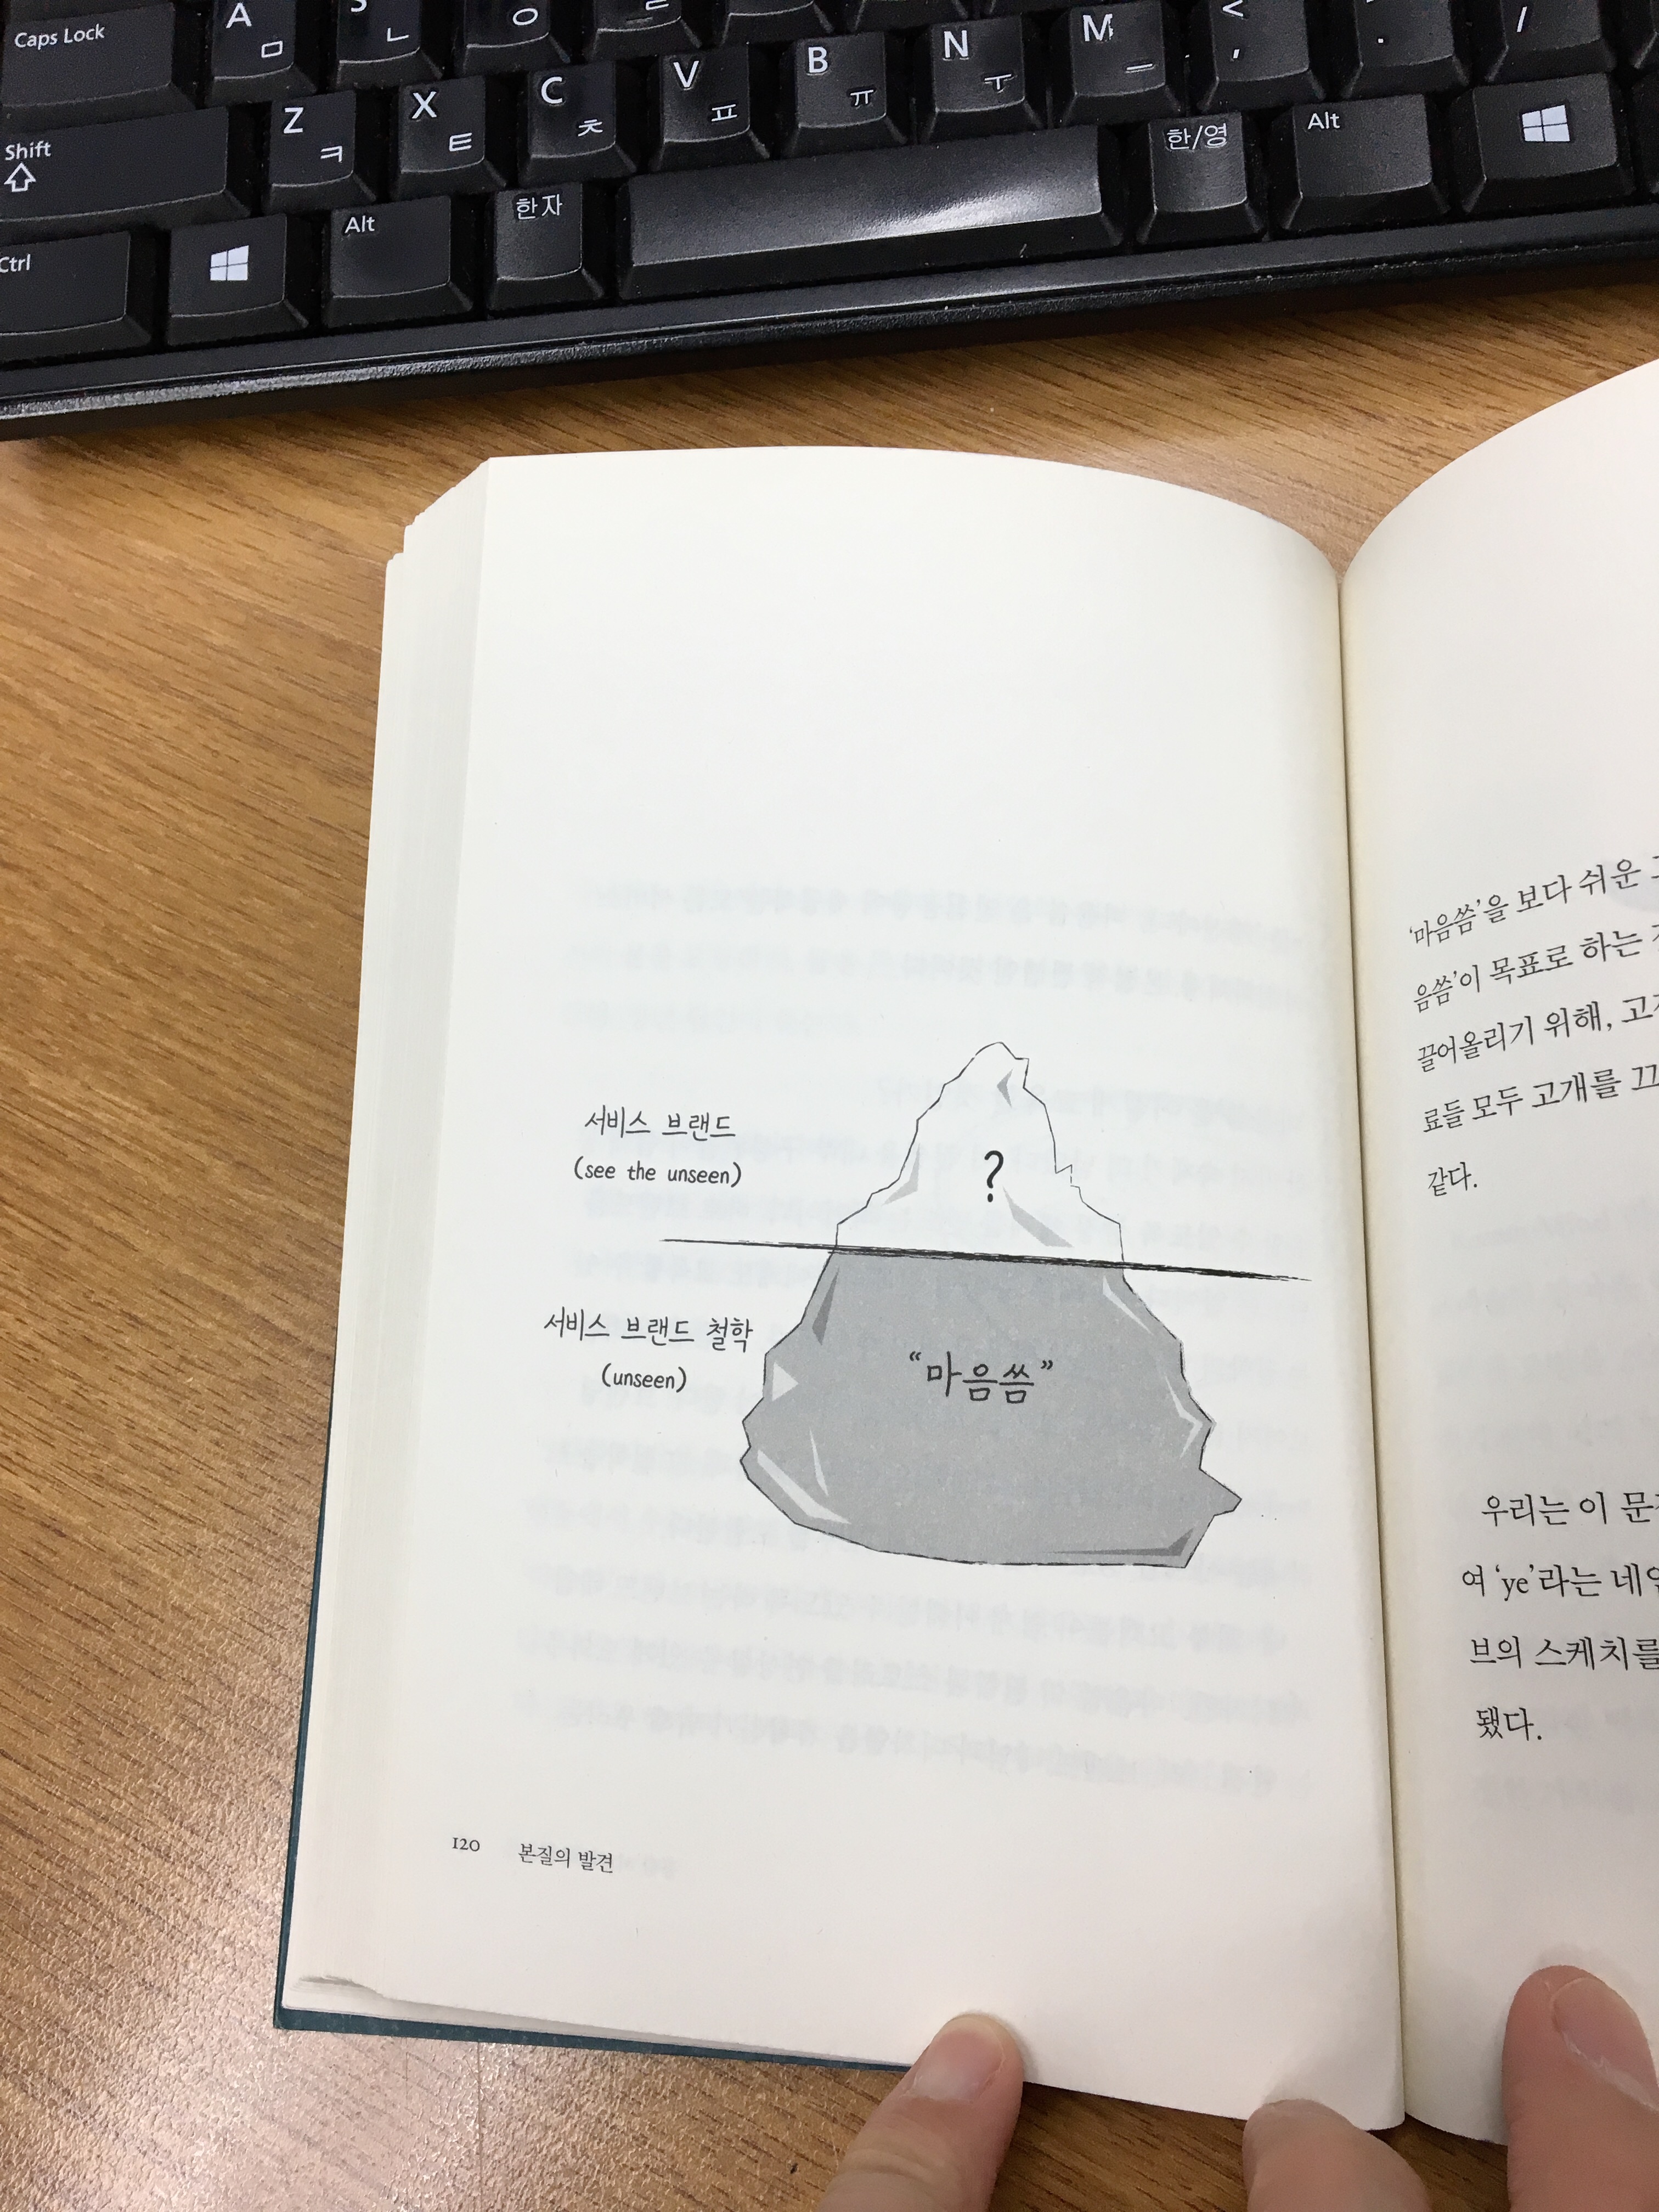 Caps Lock
A ㅁ
S ㄴ
ㅇ
Shift
Z ㅋ
X ㅌ
C ㅊ
V ㅍ
B ㅠ
N ㅜ
M ㅡ
< ,
.
/
Ctrl
Alt
한자
한/영
Alt
서비스 브랜드
(see the unseen)
?
서비스 브랜드 철학
(unseen)
“마음씀”
120 본질의 발견
‘마음씀’을 보다 쉬운
음씀’이 목표로 하는
끌어올리기 위해,
료들 모두 고개를
같다.
우리는 이
여 ‘ye’라는
브의 스케치를
됐다.